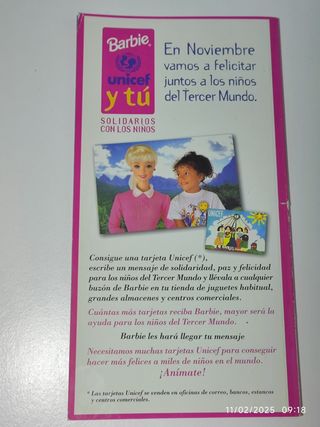 Barbie
unicef
y tú
SOLIDARIOS
CON LOS NIÑOS
En Noviembre
vamos a felicitar
juntos a los niños
del Tercer Mundo.
UNICEF
Consigue una tarjeta Unicef (*),
escribe un mensaje de solidaridad, paz y felicidad
para los niños del Tercer Mundo y llévala a cualquier
buzón de Barbie en tu tienda de juguetes habitual,
grandes almacenes y centros comerciales.
Cuántas más tarjetas reciba Barbie, mayor será la
ayuda para los niños del Tercer Mundo.
Barbie les hará llegar tu mensaje
Necesitamos muchas tarjetas Unicef para conseguir
hacer más felices a miles de niños en el mundo.
¡Anímate!
* Las tarjetas Unicef se venden en oficinas de correo, bancos, estancos
y centros comerciales.
11/02/2025 09:18